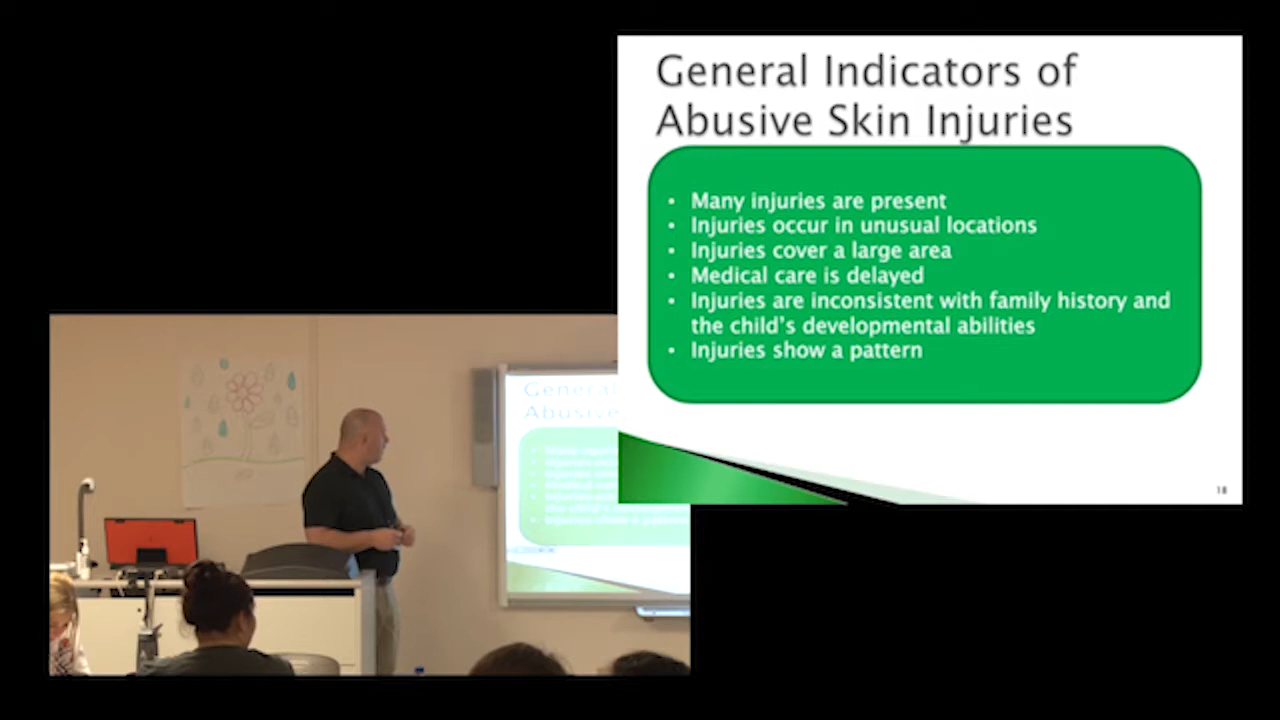 General Indicators of
Abusive Skin Injuries
• Many injuries are present
• Injuries occur in unusual locations
• Injuries cover a large area
• Medical care is delayed
• Injuries are inconsistent with family history and
the child's developmental abilities
• Injuries show a pattern
18
General
Abusive